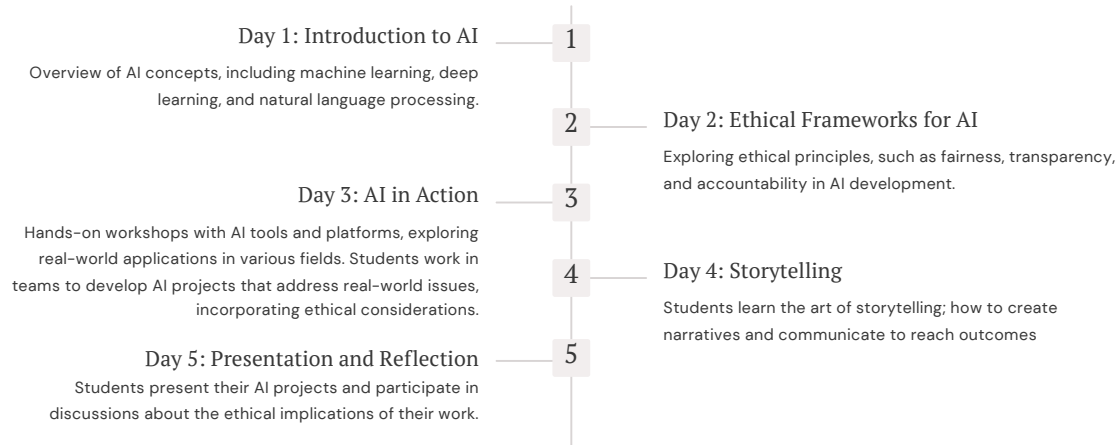 Day 1: Introduction to AI
1
Overview of AI concepts, including machine learning, deep
learning, and natural language processing.
2
Day 2: Ethical Frameworks for AI
Exploring ethical principles, such as fairness, transparency,
and accountability in AI development.
Day 3: AI in Action
3
Hands-on workshops with AI tools and platforms, exploring
real-world applications in various fields. Students work in
teams to develop AI projects that address real-world issues,
incorporating ethical considerations.
4
Day 4: Storytelling
Students learn the art of storytelling; how to create
narratives and communicate to reach outcomes
Day 5: Presentation and Reflection
5
Students present their AI projects and participate in
discussions about the ethical implications of their work.